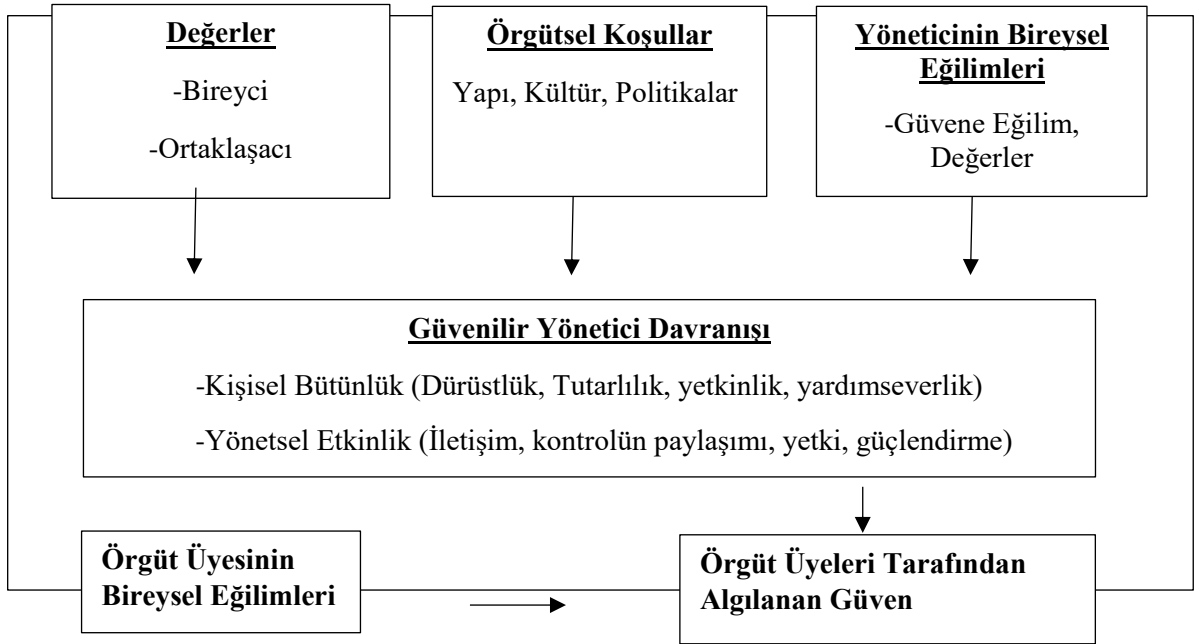 Değerler
-Bireyci
-Ortaklaşacı
Örgütsel Koşullar
Yapı, Kültür, Politikalar
Yöneticinin Bireysel
Eğilimleri
-Güvene Eğilim,
Değerler
Güvenilir Yönetici Davranışı
-Kişisel Bütünlük (Dürüstlük, Tutarlılık, yetkinlik, yardımseverlik)
-Yönetsel Etkinlik (İletişim, kontrolün paylaşımı, yetki, güçlendirme)
Örgüt Üyesinin
Bireysel Eğilimleri
Örgüt Üyeleri Tarafından
Algılanan Güven